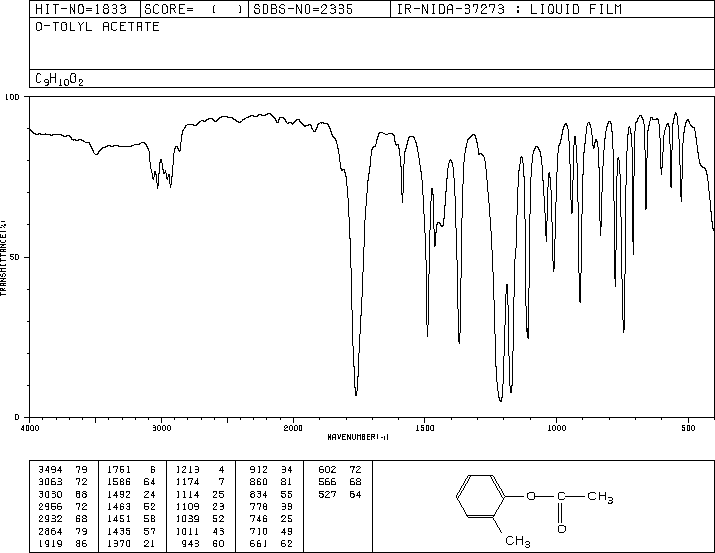 HIT-NO=1833 SCORE= ( ) SDBS-NO=2335 IR-NIDA-37273 : LIQUID FILM
O-TOLYL ACETATE
C9H10O2
100
50
0
TRANSMITTANCE(%)
4000 3000 2000 1500 1000 500
WAVENUMBER(-1)
3494 79 1761 6 1213 4 912 34 602 72
3063 72 1586 64 1174 7 860 81 566 68
3030 68 1492 24 1114 25 834 55 527 64
2966 72 1463 52 1109 23 778 39
2932 68 1451 58 1039 52 746 25
2864 79 1435 57 1011 43 710 49
1919 86 1370 21 943 60 661 62
O C CH3
O
CH3